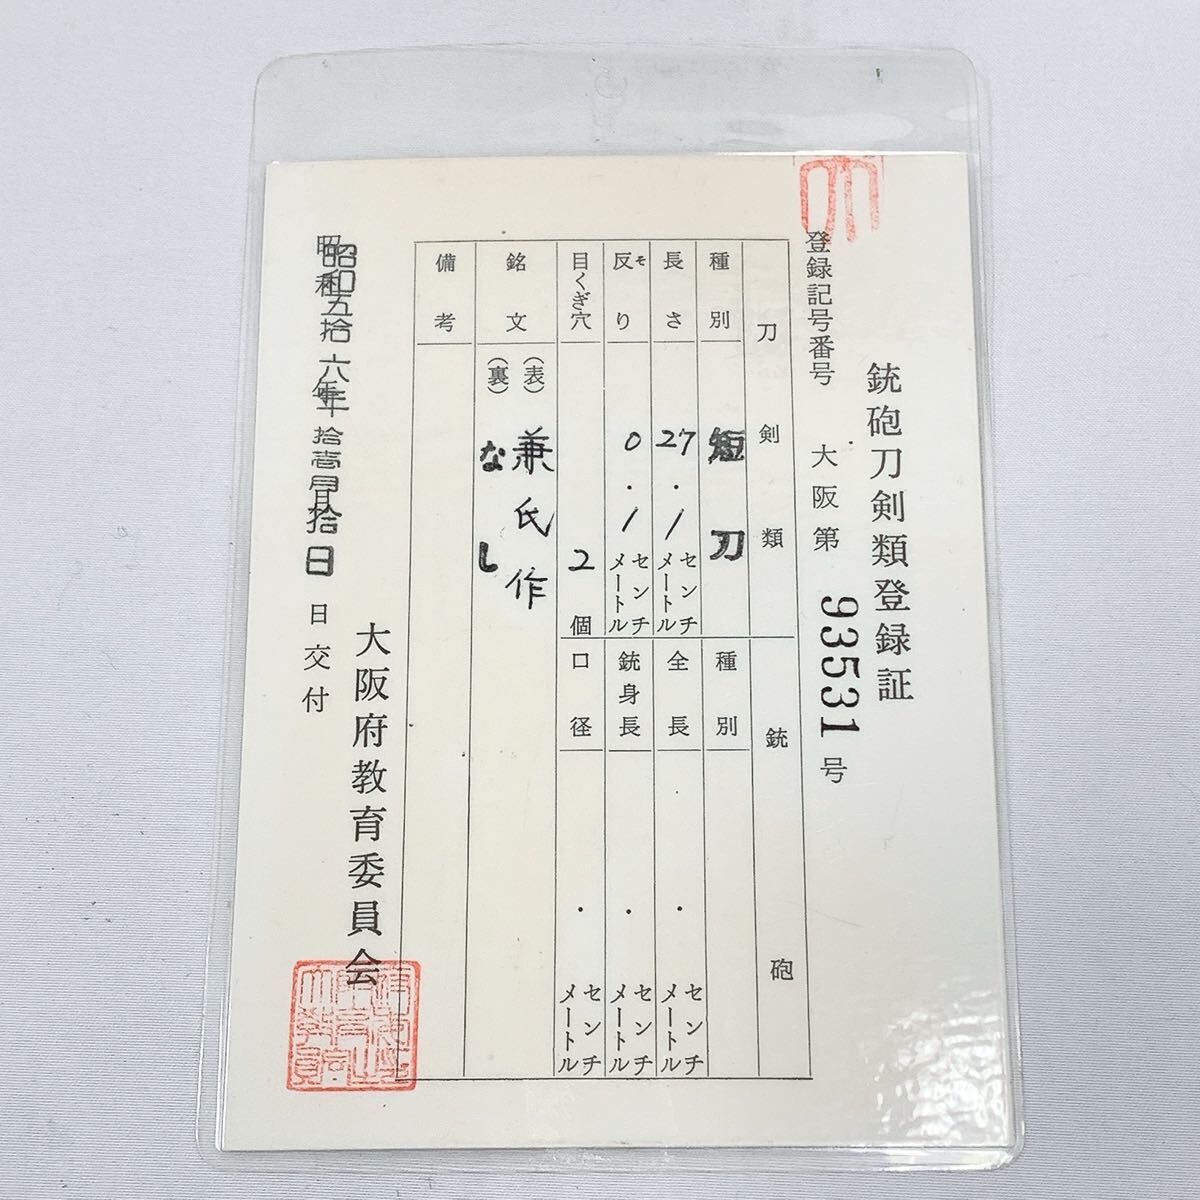 銃砲刀剣類登録証
登録記号番号 大阪第 93531 号
刀剣類
種別 短刀
長さ 27.1 センチメートル
反り ソ 0.1 センチメートル
目くぎ穴 2 個
銘文 (表) 兼氏作
(裏) なし
備考
銃砲
種別
全長 . センチメートル
銃身長 . センチメートル
口径 . センチメートル
昭和五拾六年拾壱月拾日 日交付
大阪府教育委員会